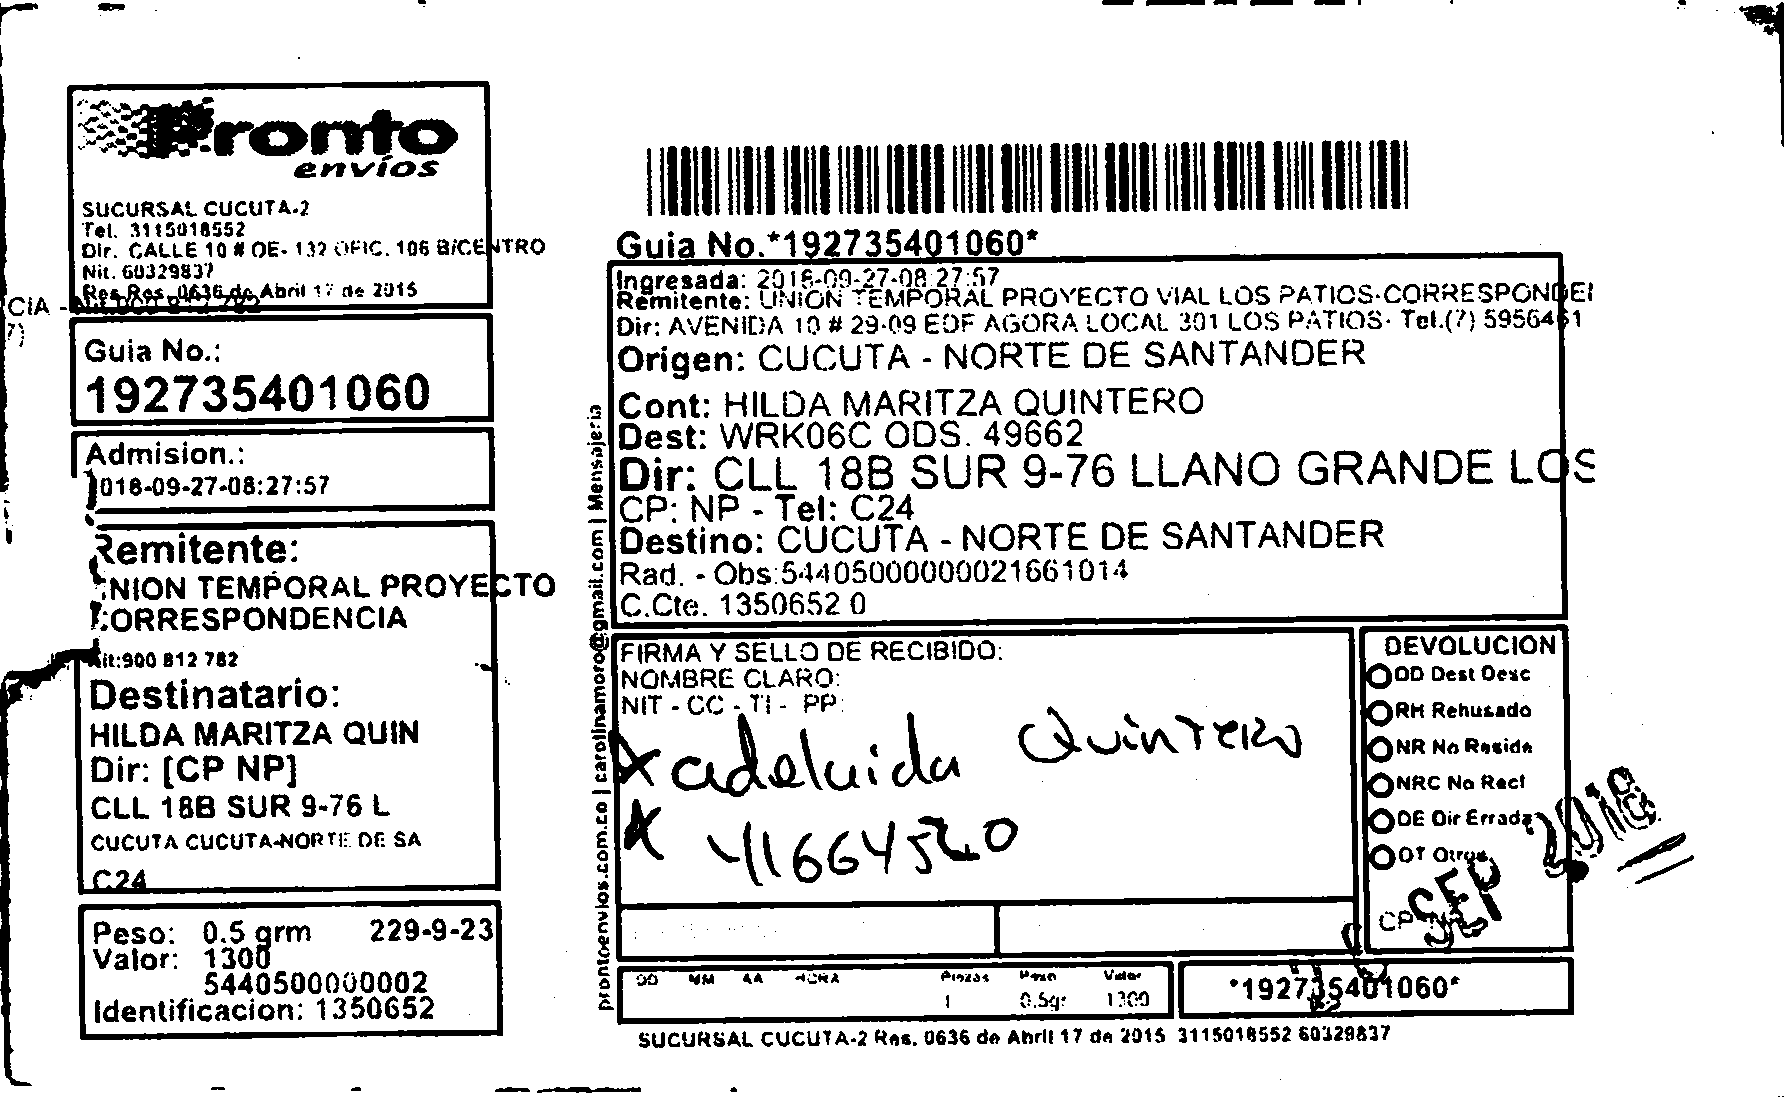 Pronto
envíos
SUCURSAL CUCUTA-2
Tel. 3115018552
Dir. CALLE 10 # OE- 132 OFIC. 106 B/CENTRO
Nit. 60329837
Res Res. 0636 de Abril 17 de 2015
CIA -
7)
Guia No.:
192735401060
Admision.:
018-09-27-08:27:57
Remitente:
NION TEMPORAL PROYECTO
CORRESPONDENCIA
Nit:900 812 782
Destinatario:
HILDA MARITZA QUIN
Dir: [CP NP]
CLL 18B SUR 9-76 L
CUCUTA CUCUTA-NORTE DE SA
C24
Peso: 0.5 grm 229-9-23
Valor: 1300
5440500000002
Identificacion: 1350652
prontoenvios.com.co | carolinamoro@gmail.com | Mensajeria
Guia No.*192735401060*
Ingresada: 2018-09-27-08:27:57
Remitente: UNION TEMPORAL PROYECTO VIAL LOS PATIOS-CORRESPONDEI
Dir: AVENIDA 10 # 29-09 EDF AGORA LOCAL 301 LOS PATIOS- Tel.(7) 5956461
Origen: CUCUTA - NORTE DE SANTANDER
Cont: HILDA MARITZA QUINTERO
Dest: WRK06C ODS. 49662
Dir: CLL 18B SUR 9-76 LLANO GRANDE LOS
CP: NP - Tel: C24
Destino: CUCUTA - NORTE DE SANTANDER
Rad. - Obs:54405000000021661014
C.Cte. 1350652 0
FIRMA Y SELLO DE RECIBIDO:
NOMBRE CLARO:
NIT - CC - TI - PP:
x adelaida Quintero
x 41664520
DEVOLUCION
DD Dest Desc
RH Rehusado
NR No Reside
NRC No Recl
DE Dir Errada
OT Otros
CP:
SEP 2018
DD MM AA HORA Piezas Peso Valor
1 0.5gr 1300
*192735401060*
SUCURSAL CUCUTA-2 Res. 0636 de Abril 17 de 2015 3115018552 60329837